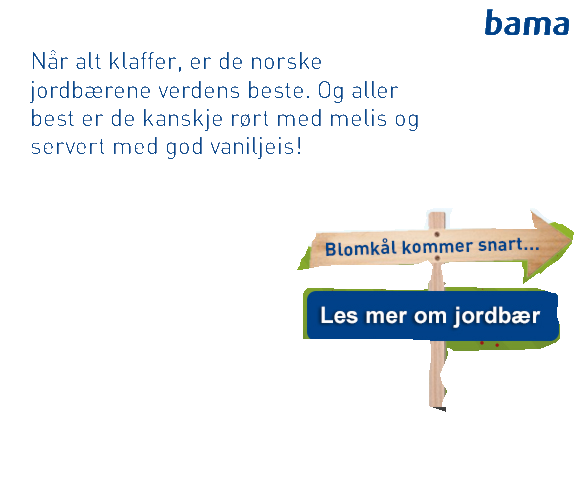 bama
Når alt klaffer, er de norske
jordbærene verdens beste. Og aller
best er de kanskje rørt med melis og
servert med god vaniljeis!
Blomkål kommer snart...
Les mer om jordbær